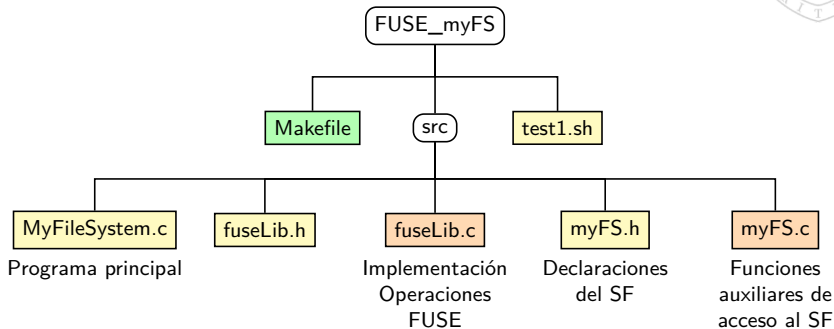 FUSE_myFS
Makefile
src
test1.sh
MyFileSystem.c
fuseLib.h
fuseLib.c
myFS.h
myFS.c
Programa principal
Implementación
Operaciones
FUSE
Declaraciones
del SF
Funciones
auxiliares de
acceso al SF